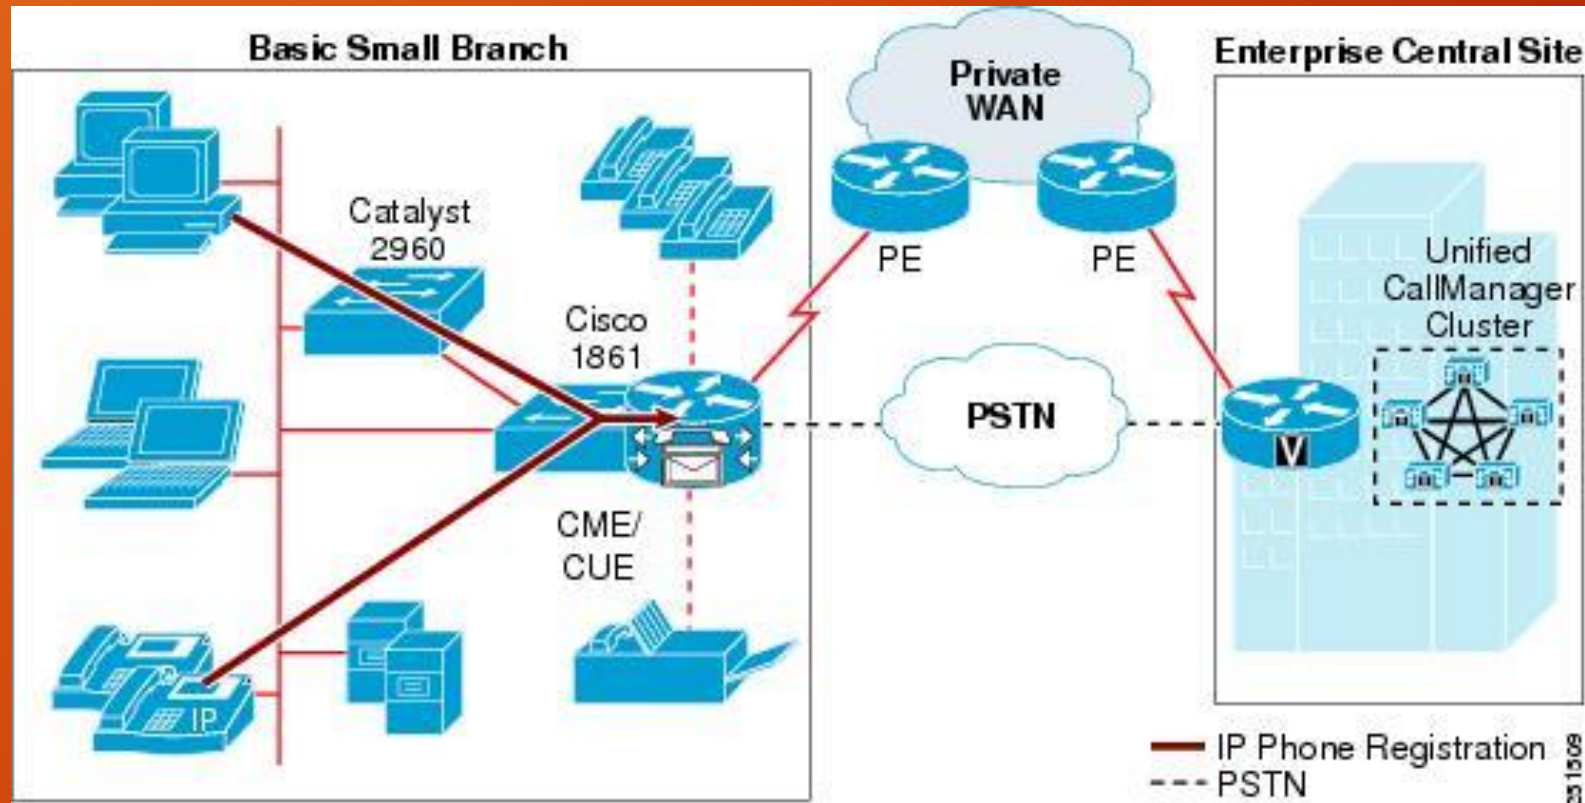 Basic Small Branch
Private
WAN
Enterprise Central Site
Catalyst
2960
Cisco
1861
PE
PE
Unified
CallManager
Cluster
PSTN
V
CME/
CUE
IP
IP Phone Registration
PSTN
251509